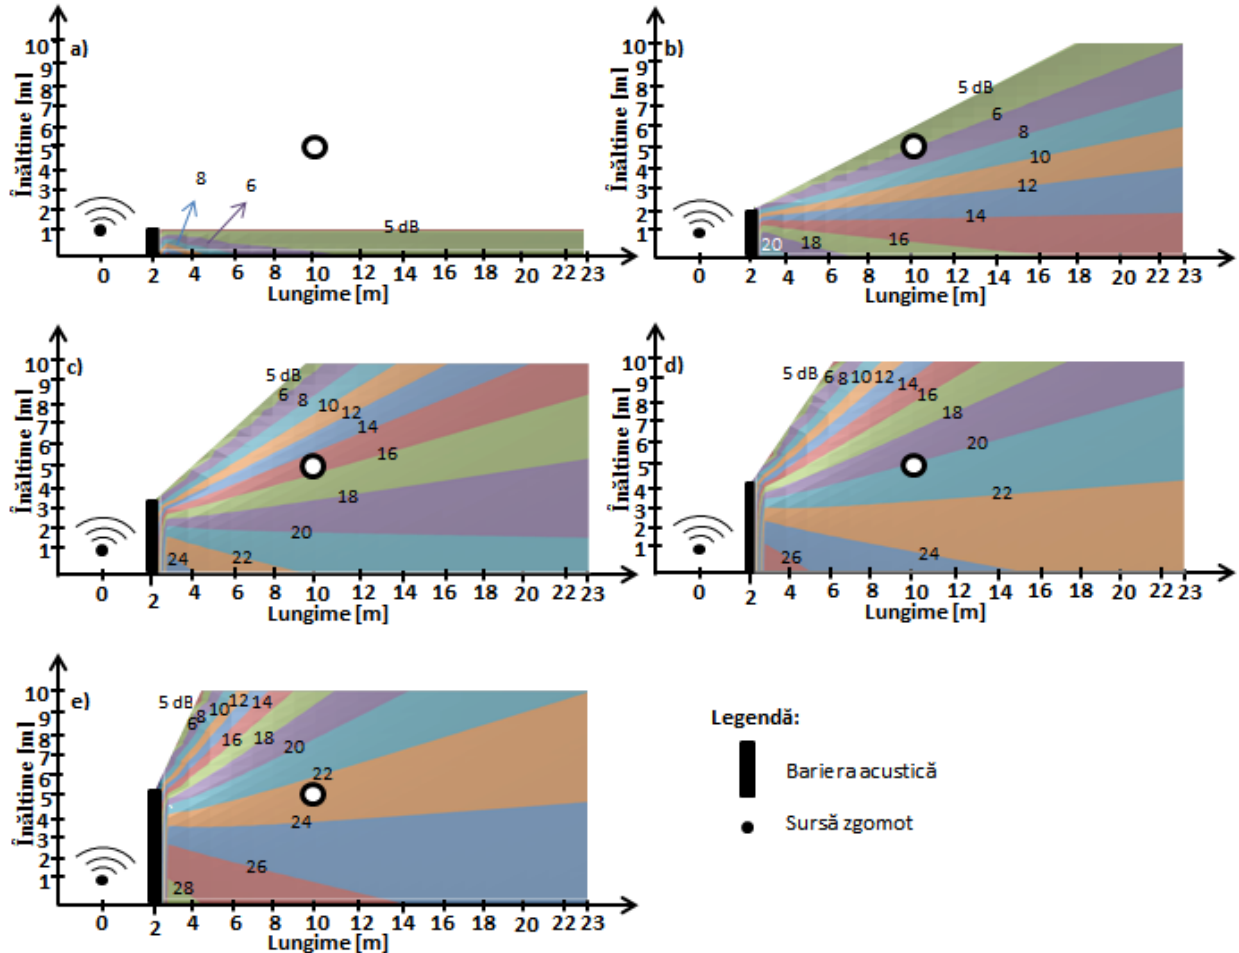 a)
Înăltime [m]
10
9
8
7
6
5
4
3
2
1
8
6
5 dB
0 2 4 6 8 10 12 14 16 18 20 22 23
Lungime [m]
b)
Înăltime [m]
10
9
8
7
6
5
4
3
2
1
5 dB
6
8
10
12
14
16
18
20
0 2 4 6 8 10 12 14 16 18 20 22 23
Lungime [m]
c)
Înăltime [m]
10
9
8
7
6
5
4
3
2
1
5 dB
6
8
10
12
14
16
18
20
22
24
0 2 4 6 8 10 12 14 16 18 20 22 23
Lungime [m]
d)
Înăltime [m]
10
9
8
7
6
5
4
3
2
1
5 dB 6 8 10 12 14
16
18
20
22
24
26
0 2 4 6 8 10 12 14 16 18 20 22 23
Lungime [m]
e)
Înăltime [m]
10
9
8
7
6
5
4
3
2
1
5 dB
6 8 10 12 14
16 18 20
22
24
26
28
0 2 4 6 8 10 12 14 16 18 20 22 23
Lungime [m]
Legendă:
Bariera acustică
Sursă zgomot